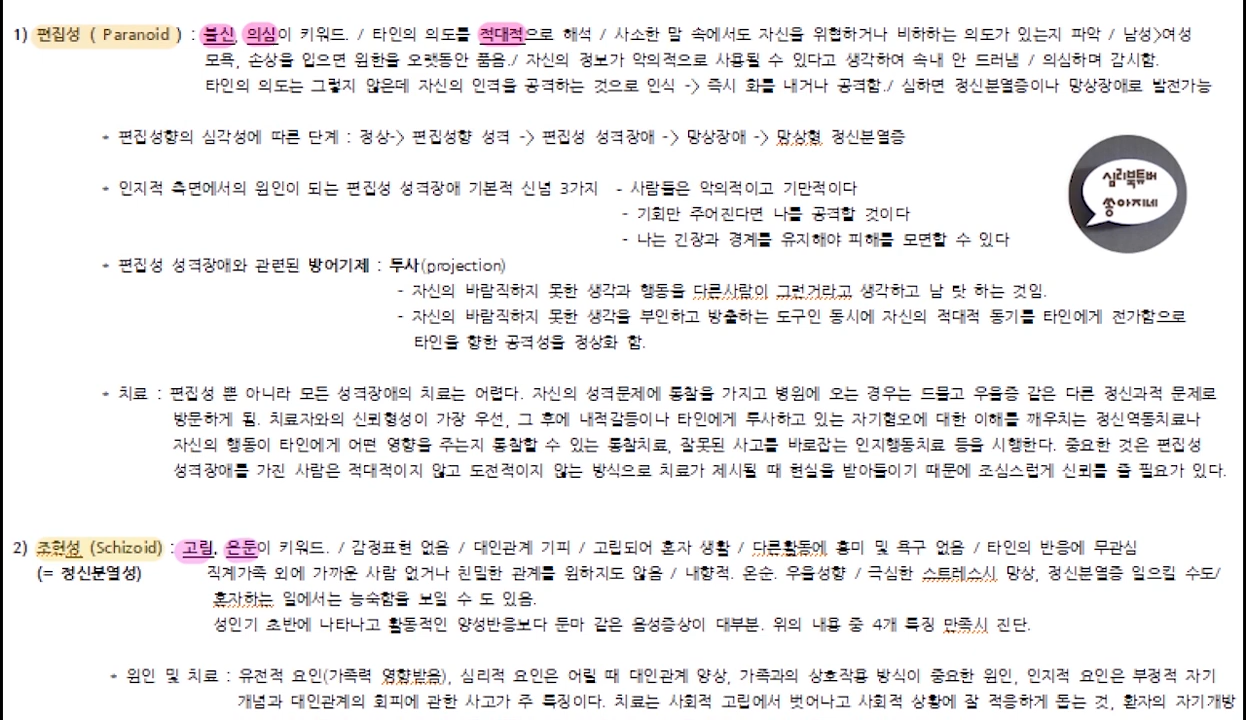 1) 편집성 ( Paranoid ) : 불신, 의심이 키워드. / 타인의 의도를 적대적으로 해석 / 사소한 말 속에서도 자신을 위협하거나 비하하는 의도가 있는지 파악 / 남성>여성
모욕, 손상을 입으면 원한을 오랫동안 품음./ 자신의 정보가 악의적으로 사용될 수 있다고 생각하여 속내 안 드러냄 / 의심하며 감시함.
타인의 의도는 그렇지 않은데 자신의 인격을 공격하는 것으로 인식 -> 즉시 화를 내거나 공격함./ 심하면 정신분열증이나 망상장애로 발전가능
* 편집성향의 심각성에 따른 단계 : 정상-> 편집성향 성격 -> 편집성 성격장애 -> 망상장애 -> 망상형 정신분열증
심리북튜버
쏭아지네
* 인지적 측면에서의 원인이 되는 편집성 성격장애 기본적 신념 3가지 - 사람들은 악의적이고 기만적이다
- 기회만 주어진다면 나를 공격할 것이다
- 나는 긴장과 경계를 유지해야 피해를 모면할 수 있다
* 편집성 성격장애와 관련된 방어기제 : 투사(projection)
- 자신의 바람직하지 못한 생각과 행동을 다른사람이 그런거라고 생각하고 남 탓 하는 것임.
- 자신의 바람직하지 못한 생각을 부인하고 방출하는 도구인 동시에 자신의 적대적 동기를 타인에게 전가함으로
타인을 향한 공격성을 정상화 함.
* 치료 : 편집성 뿐 아니라 모든 성격장애의 치료는 어렵다. 자신의 성격문제에 통찰을 가지고 병원에 오는 경우는 드물고 우울증 같은 다른 정신과적 문제로
방문하게 됨. 치료자와의 신뢰형성이 가장 우선, 그 후에 내적갈등이나 타인에게 투사하고 있는 자기혐오에 대한 이해를 깨우치는 정신역동치료나
자신의 행동이 타인에게 어떤 영향을 주는지 통찰할 수 있는 통찰치료, 잘못된 사고를 바로잡는 인지행동치료 등을 시행한다. 중요한 것은 편집성
성격장애를 가진 사람은 적대적이지 않고 도전적이지 않는 방식으로 치료가 제시될 때 현실을 받아들이기 때문에 조심스럽게 신뢰를 줄 필요가 있다.
2) 조현성 (Schizoid) : 고립, 은둔이 키워드. / 감정표현 없음 / 대인관계 기피 / 고립되어 혼자 생활 / 다른활동에 흥미 및 욕구 없음 / 타인의 반응에 무관심
(= 정신분열성) 직계가족 외에 가까운 사람 없거나 친밀한 관계를 원하지도 않음 / 내향적. 온순. 우울성향 / 극심한 스트레스시 망상, 정신분열증 일으킬 수도/
혼자하는 일에서는 능숙함을 보일 수 도 있음.
성인기 초반에 나타나고 활동적인 양성반응보다 둔마 같은 음성증상이 대부분. 위의 내용 중 4개 특징 만족시 진단.
* 원인 및 치료 : 유전적 요인(가족력 영향받음), 심리적 요인은 어릴 때 대인관계 양상, 가족과의 상호작용 방식이 중요한 원인, 인지적 요인은 부정적 자기
개념과 대인관계의 회피에 관한 사고가 주 특징이다. 치료는 사회적 고립에서 벗어나고 사회적 상황에 잘 적응하게 돕는 것, 환자의 자기개방